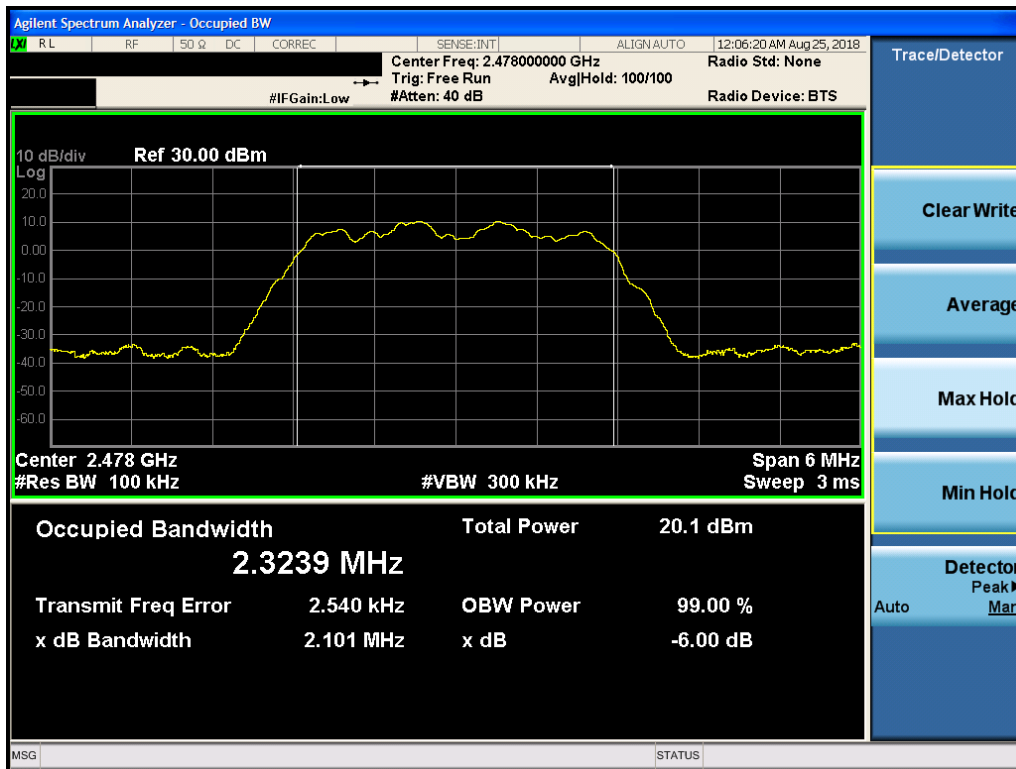 Agilent Spectrum Analyzer - Occupied BW
LXI RL RF 50 Ω DC CORREC SENSE:INT ALIGN AUTO 12:06:20 AM Aug 25, 2018
Center Freq: 2.478000000 GHz Radio Std: None
Trig: Free Run Avg|Hold: 100/100
#IFGain:Low #Atten: 40 dB Radio Device: BTS
10 dB/div Ref 30.00 dBm
Log
20.0
10.0
0.00
-10.0
-20.0
-30.0
-40.0
-50.0
-60.0
Center 2.478 GHz Span 6 MHz
#Res BW 100 kHz #VBW 300 kHz Sweep 3 ms
Occupied Bandwidth Total Power 20.1 dBm
2.3239 MHz
Transmit Freq Error 2.540 kHz OBW Power 99.00 %
x dB Bandwidth 2.101 MHz x dB -6.00 dB
MSG STATUS
Trace/Detector
Clear Write
Average
Max Hold
Min Hold
Detector
Peak
Auto Man